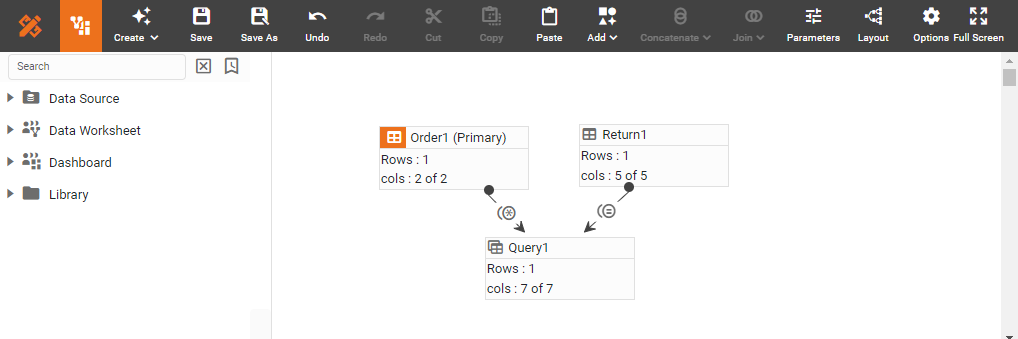 Create
Save
Save As
Undo
Redo
Cut
Copy
Paste
Add
Concatenate
Join
Parameters
Layout
Options
Full Screen
Search
Data Source
Data Worksheet
Dashboard
Library
Order1 (Primary)
Rows : 1
cols : 2 of 2
Return1
Rows : 1
cols : 5 of 5
Query1
Rows : 1
cols : 7 of 7